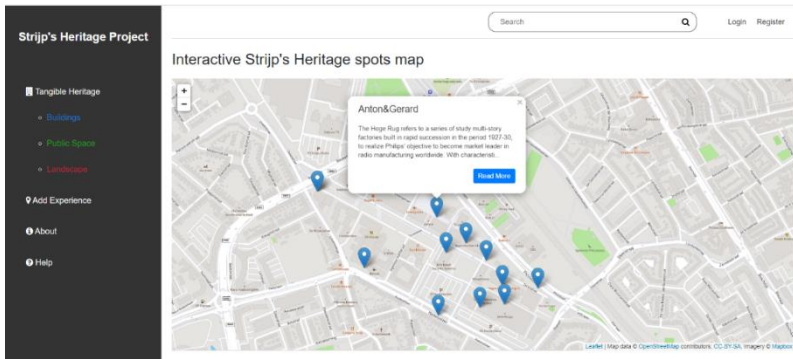 Strijp's Heritage Project
Tangible Heritage
Buildings
Public Space
Landscape
Add Experience
About
Help
Search
Login Register
Interactive Strijp's Heritage spots map
+
−
Anton&Gerard
×
The Hoge Rug refers to a series of study multi-story
factories built in rapid succession in the period 1927-30,
to realize Philips' objective to become market leader in
radio manufacturing worldwide. With characteristi...
Read More
Leaflet | Map data © OpenStreetMap contributors, CC-BY-SA, Imagery © Mapbox